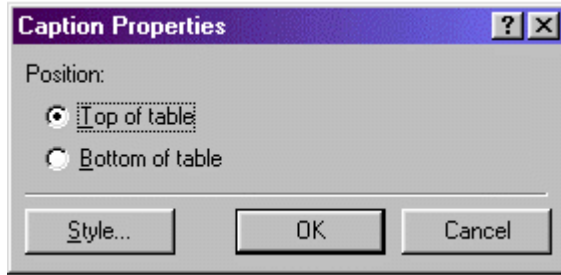 Caption Properties ? ×
Position:
Top of table
Bottom of table
Style... OK Cancel